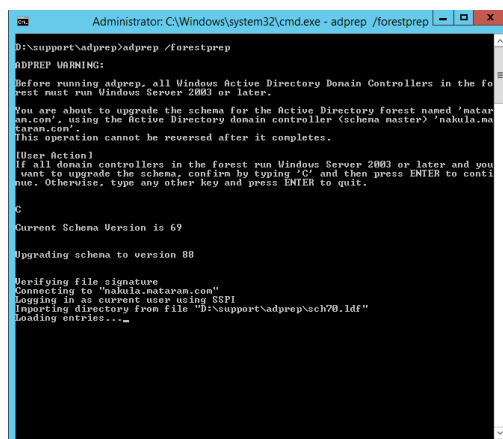 Administrator: C:\Windows\system32\cmd.exe - adprep /forestprep
D:\support\adprep>adprep /forestprep
ADPREP WARNING:
Before running adprep, all Windows Active Directory Domain Controllers in the fo
rest must run Windows Server 2003 or later.
You are about to upgrade the schema for the Active Directory forest named 'matar
am.com', using the Active Directory domain controller (schema master) 'nakula.ma
taram.com'.
This operation cannot be reversed after it completes.
[User Action]
If all domain controllers in the forest run Windows Server 2003 or later and you
want to upgrade the schema, confirm by typing 'C' and then press ENTER to conti
nue. Otherwise, type any other key and press ENTER to quit.
C
Current Schema Version is 69
Upgrading schema to version 88
Verifying file signature
Connecting to "nakula.mataram.com"
Logging in as current user using SSPI
Importing directory from file "D:\support\adprep\sch70.ldf"
Loading entries..._